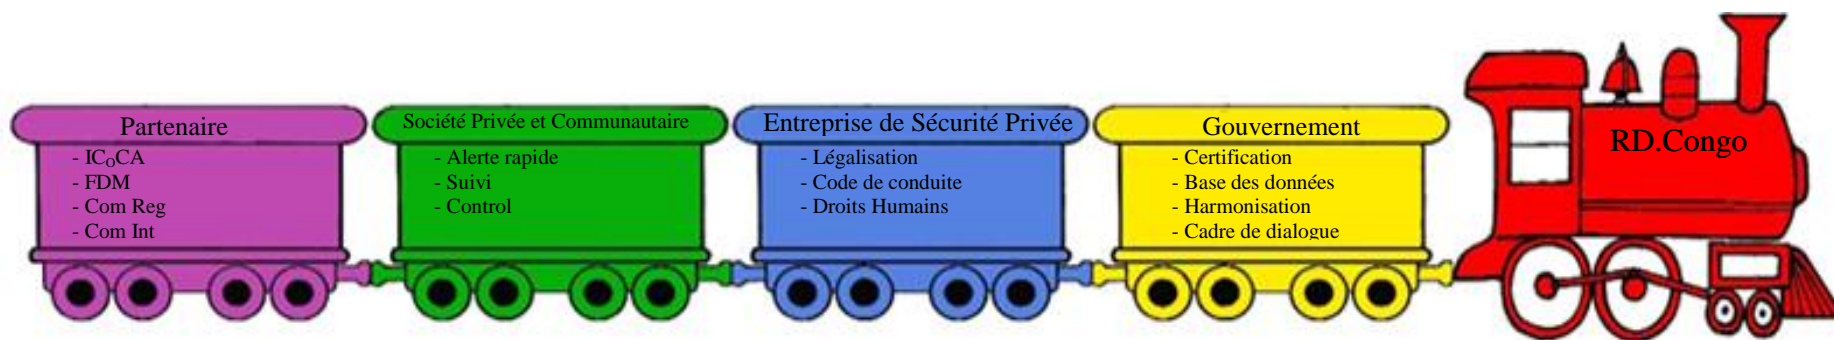 Partenaire
- ICoCA
- FDM
- Com Reg
- Com Int
Société Privée et Communautaire
- Alerte rapide
- Suivi
- Control
Entreprise de Sécurité Privée
- Légalisation
- Code de conduite
- Droits Humains
Gouvernement
- Certification
- Base des données
- Harmonisation
- Cadre de dialogue
RD.Congo